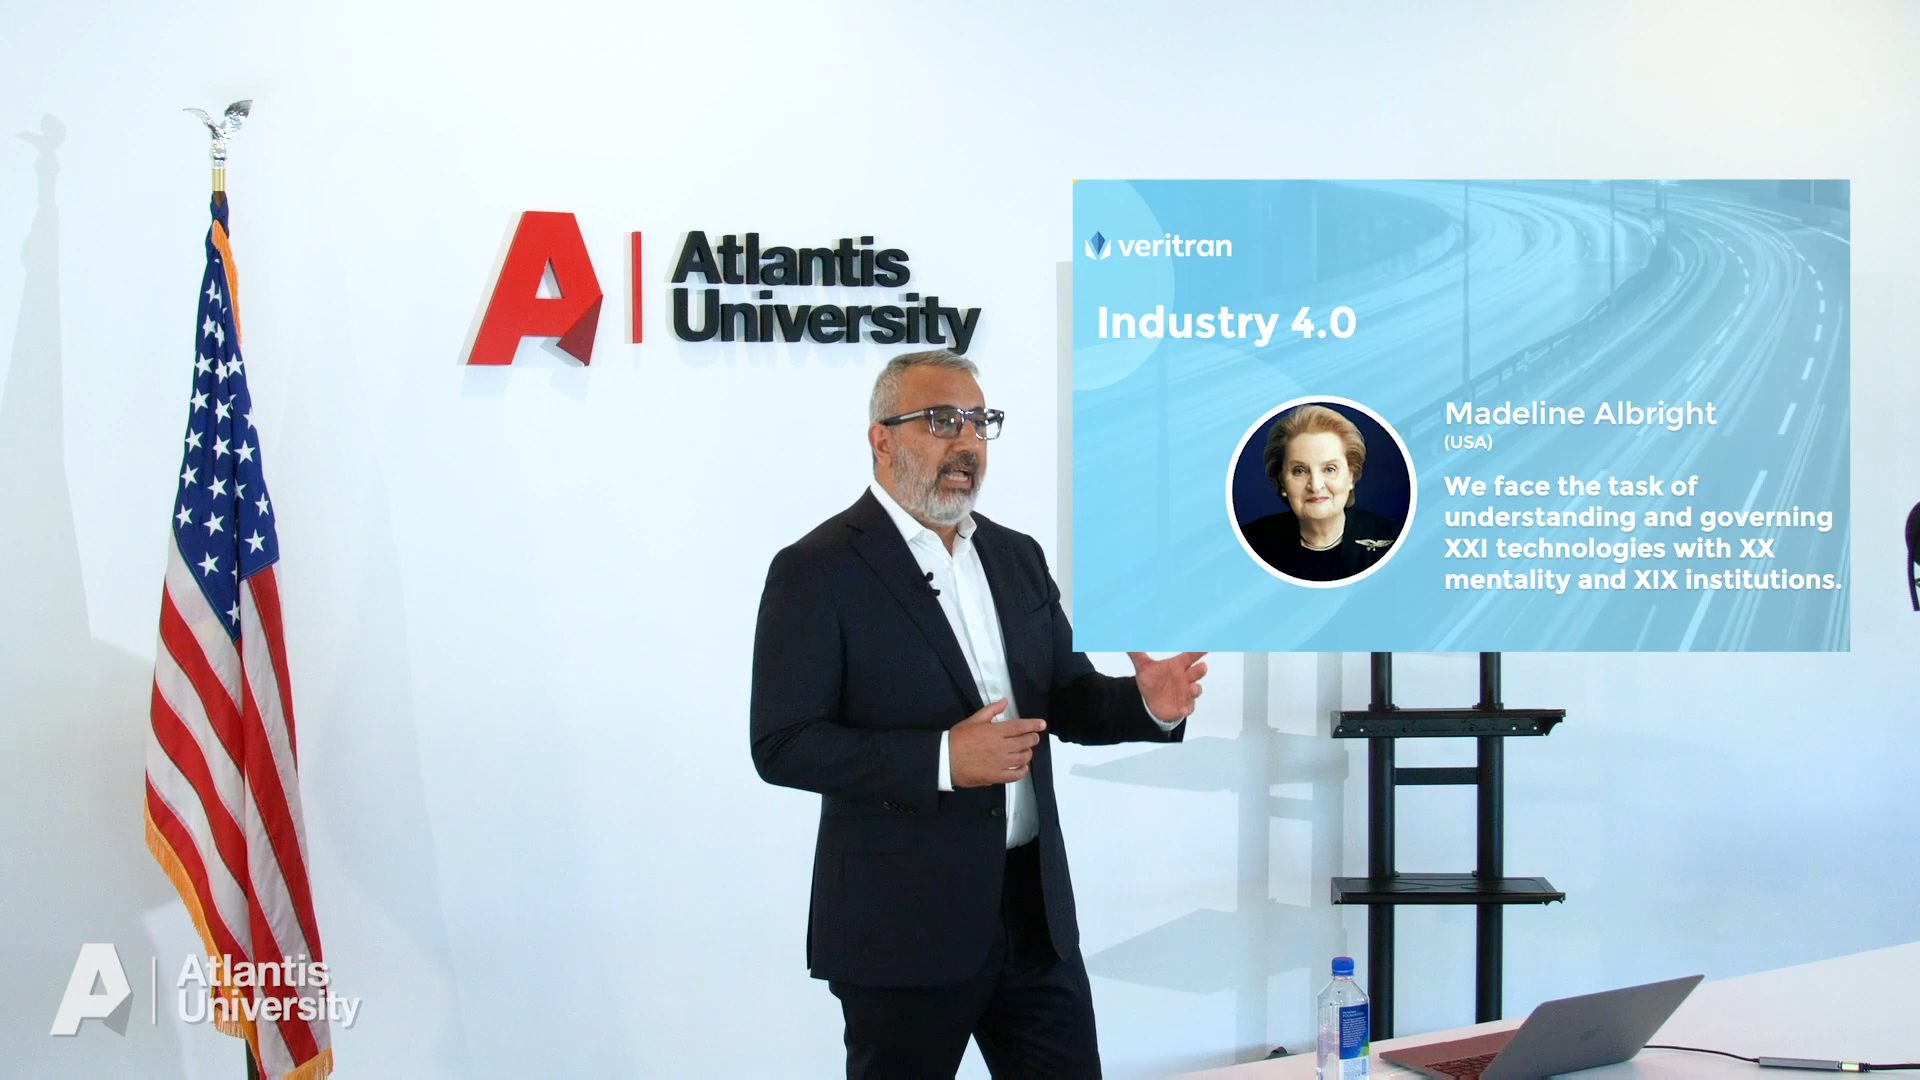 Atlantis
University
veritran
Industry 4.0
Madeline Albright
(USA)
We face the task of
understanding and governing
XXI technologies with XX
mentality and XIX institutions.
Atlantis
University